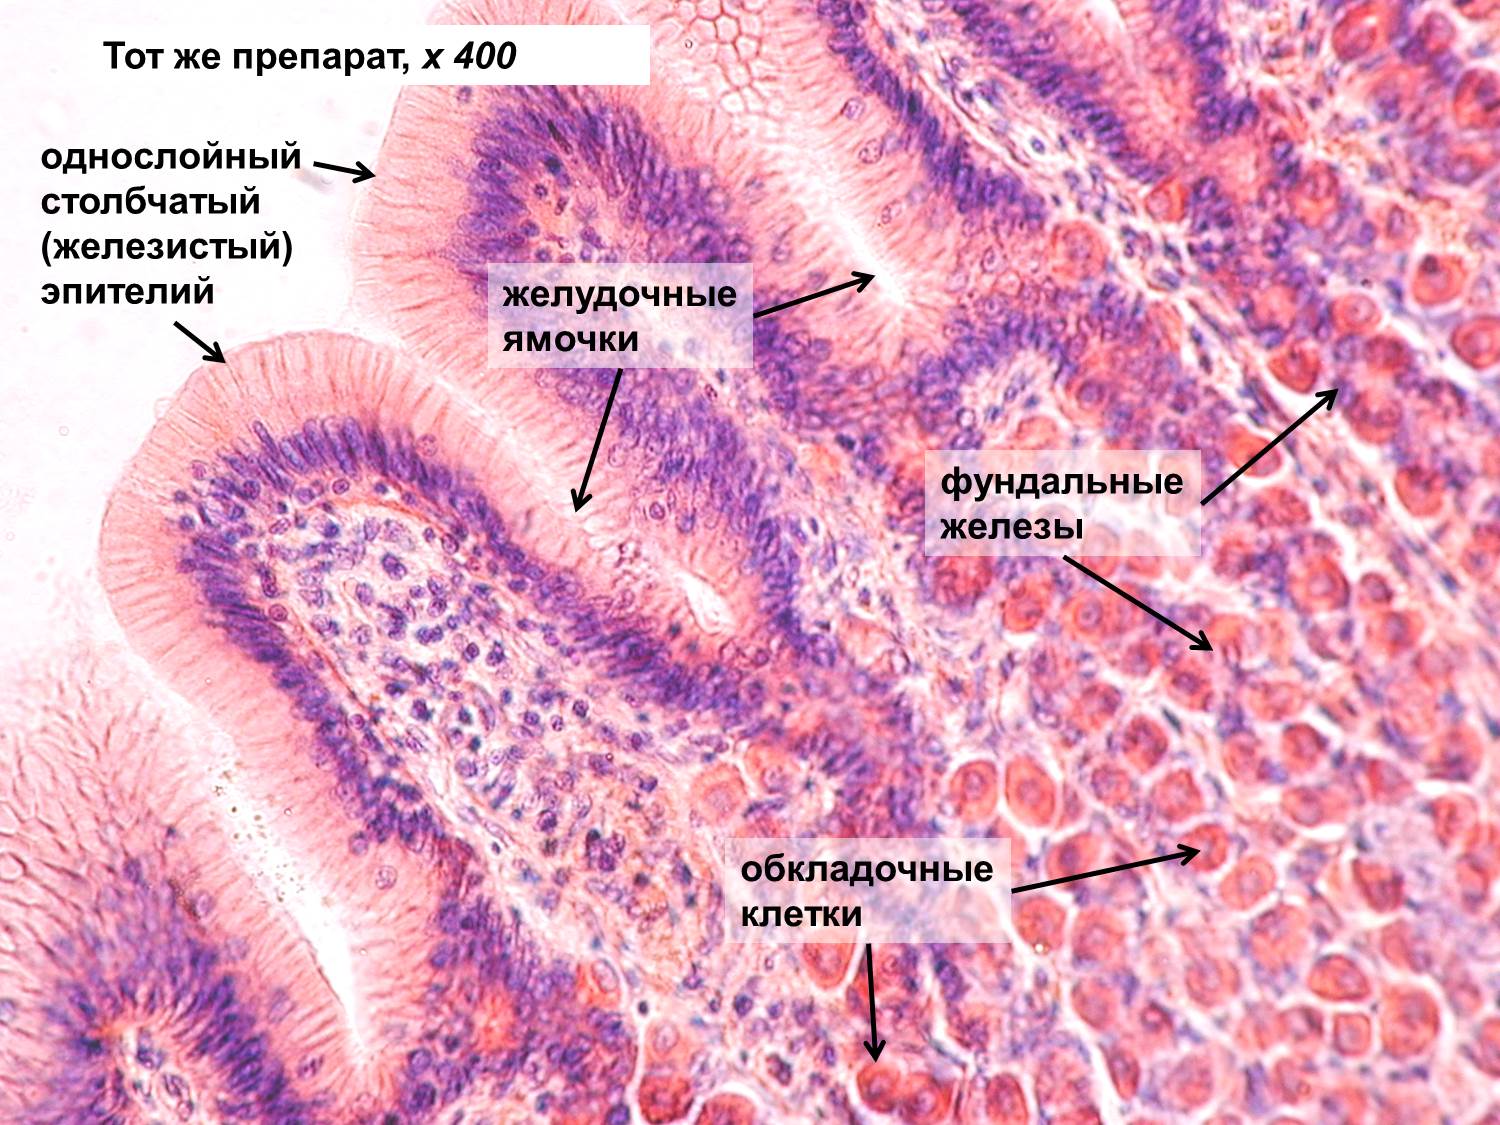 Тот же препарат, х 400
однослойный
столбчатый
(железистый)
эпителий
желудочные
ямочки
фундальные
железы
обкладочные
клетки